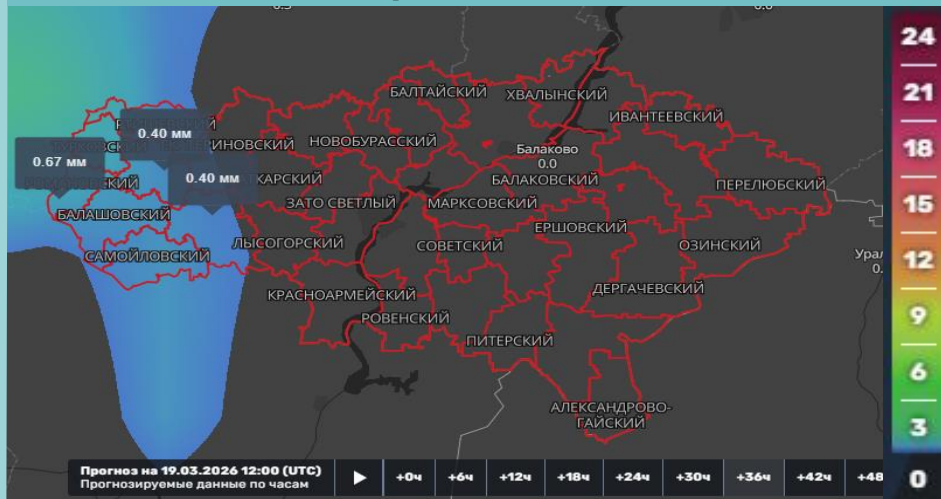 24
21
БАЛТАЙСКИЙ
ХВАЛЫНСКИЙ
ИВАНТЕЕВСКИЙ
0.40 мм
НОВОБУРАССКИЙ
18
Балаково
0.0
0.67 мм
0.40 мм
БАЛАКОВСКИЙ
ПЕРЕЛЮБСКИЙ
ЗАТО СВЕТЛЫЙ
МАРКСОВСКИЙ
15
БАЛАШОВСКИЙ
ЕРШОВСКИЙ
ЛЫСОГОРСКИЙ
СОВЕТСКИЙ
ОЗИНСКИЙ
САМОЙЛОВСКИЙ
12
КРАСНОАРМЕЙСКИЙ
ДЕРГАЧЕВСКИЙ
РОВЕНСКИЙ
9
ПИТЕРСКИЙ
6
АЛЕКСАНДРОВО-
ГАЙСКИЙ
3
Прогноз на 19.03.2026 12:00 (UTC)
Прогнозируемые данные по часам
+0ч +6ч +12ч +18ч +24ч +30ч +36ч +42ч +48
0